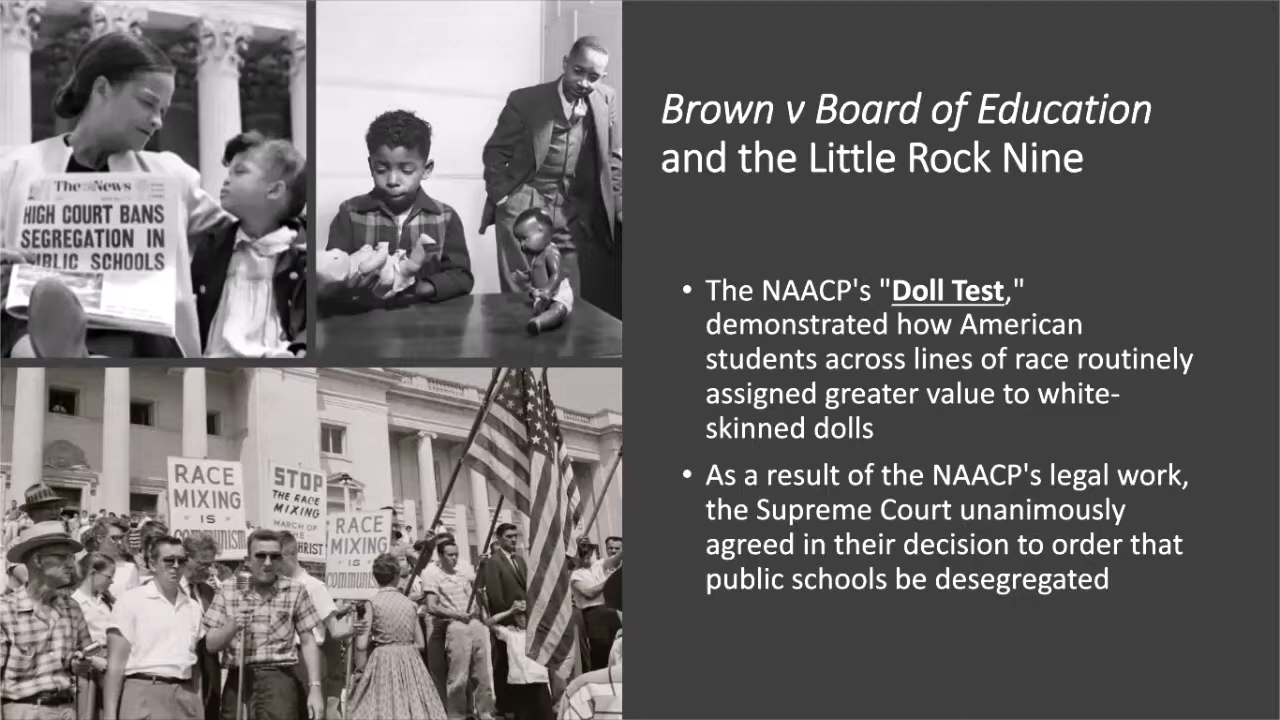 The News
HIGH COURT BANS
SEGREGATION IN
PUBLIC SCHOOLS
RACE
MIXING
IS
COMMUNISM
STOP
THE RACE
MIXING
MARCH OF
THE
RACE
MIXING
IS
Brown v Board of Education
and the Little Rock Nine
• The NAACP's "Doll Test,"
demonstrated how American
students across lines of race routinely
assigned greater value to white-
skinned dolls
• As a result of the NAACP's legal work,
the Supreme Court unanimously
agreed in their decision to order that
public schools be desegregated